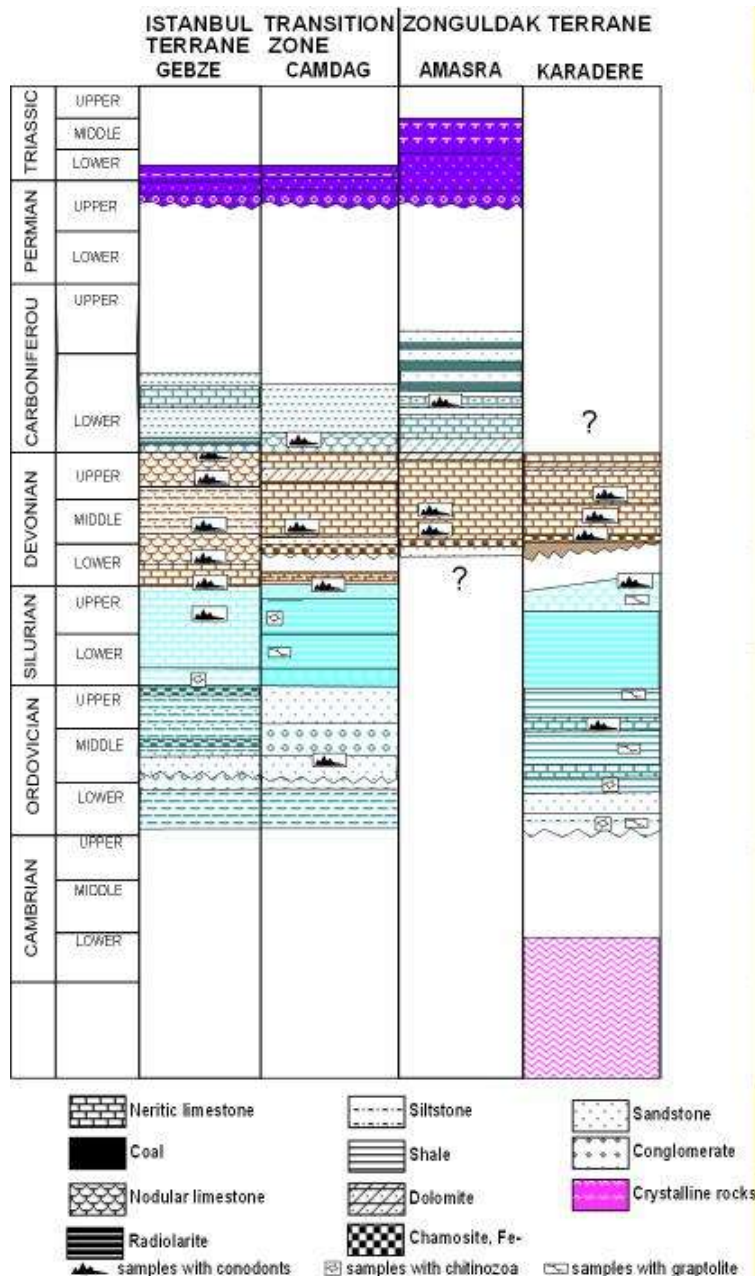 ISTANBUL TRANSITION ZONGULDAK TERRANE
TERRANE ZONE
GEBZE CAMDAG AMASRA KARADERE
TRIASSIC
UPPER
MIDDLE
LOWER
PERMIAN
UPPER
LOWER
CARBONIFEROU
UPPER
LOWER
?
DEVONIAN
UPPER
MIDDLE
LOWER
?
SILURIAN
UPPER
LOWER
ORDOVICIAN
UPPER
MIDDLE
LOWER
CAMBRIAN
UPPER
MIDDLE
LOWER
Neritic limestone Siltstone Sandstone
Coal Shale Conglomerate
Nodular limestone Dolomite Crystalline rocks
Radiolarite Chamosite, Fe-
samples with conodonts samples with chitinozoa samples with graptolite